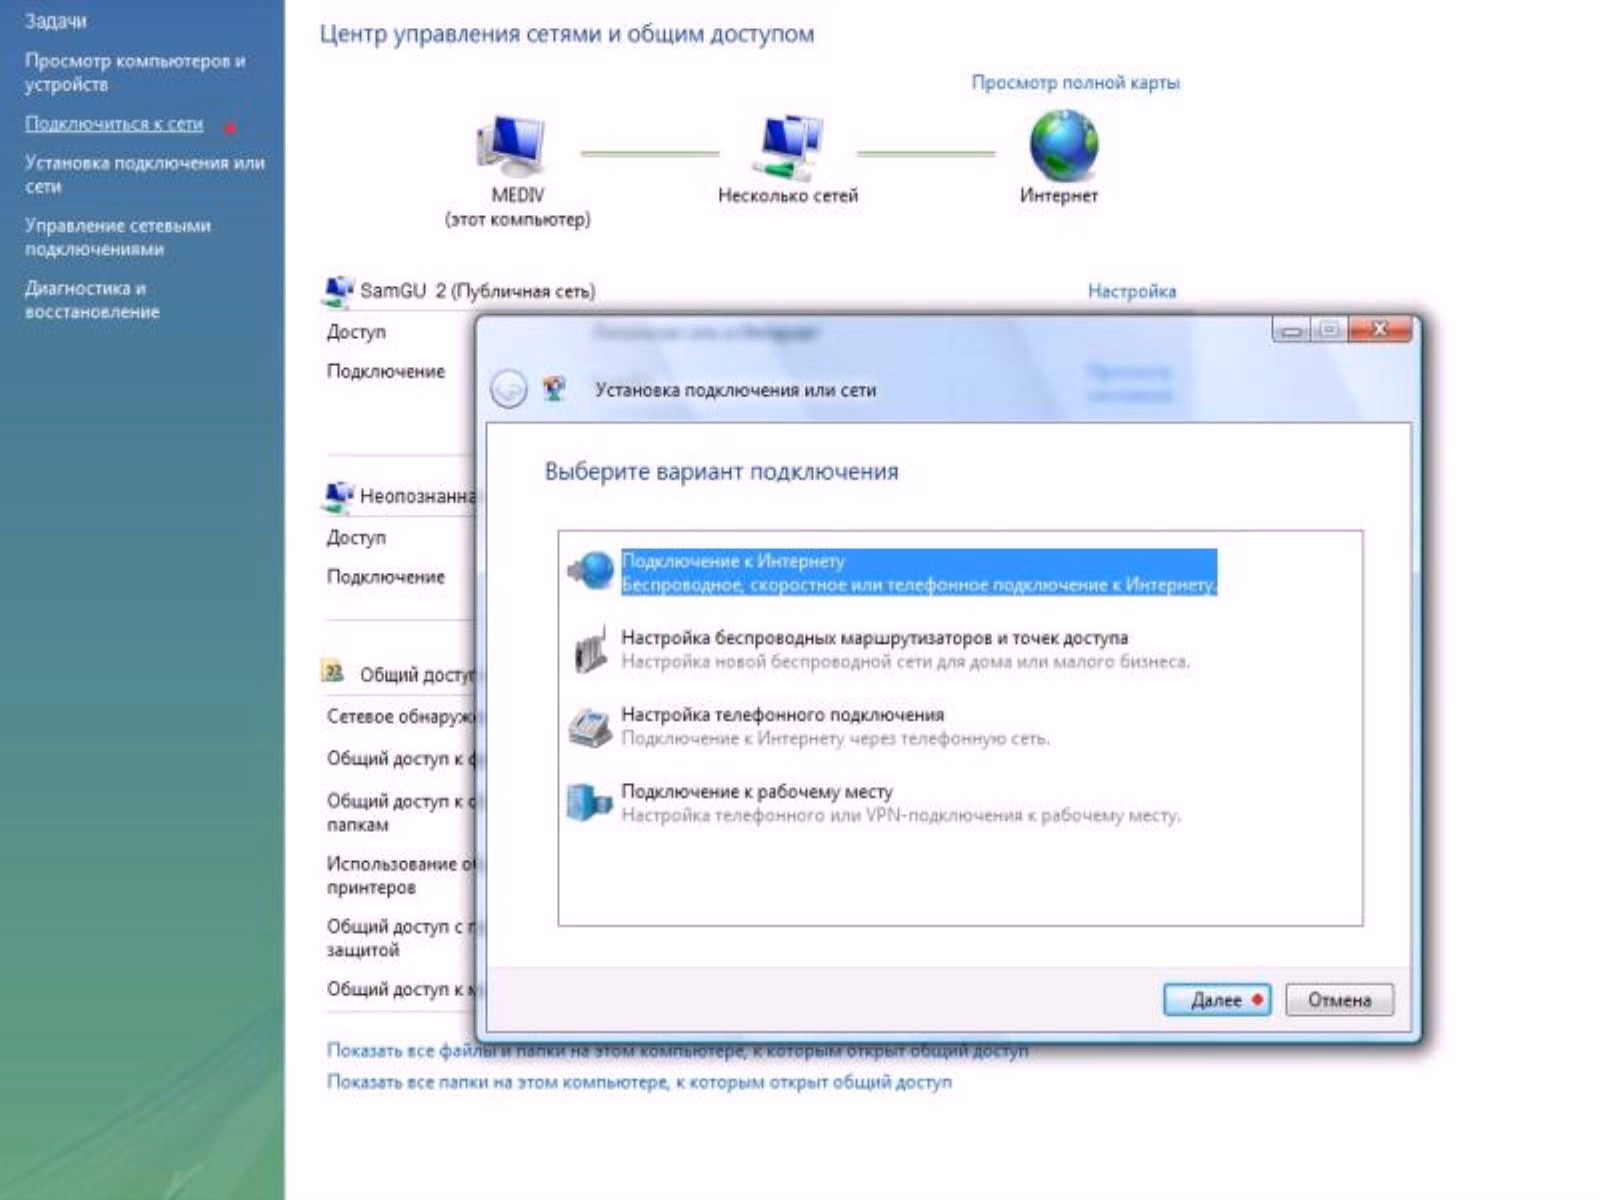 Задачи
Просмотр компьютеров и
устройств
Подключиться к сети
Установка подключения или
сети
Управление сетевыми
подключениями
Диагностика и
восстановление
Центр управления сетями и общим доступом
Просмотр полной карты
MEDIV
(этот компьютер)
Несколько сетей
Интернет
SamGU 2 (Публичная сеть)
Настройка
Доступ
Подключение
Неопознанна
Доступ
Подключение
Общий доступ
Сетевое обнаруж
Общий доступ к ф
Общий доступ к о
папкам
Использование об
принтеров
Общий доступ с п
защитой
Общий доступ к м
Показать все файлы и папки на этом компьютере, к которым открыт общий доступ
Показать все папки на этом компьютере, к которым открыт общий доступ
Установка подключения или сети
Выберите вариант подключения
Подключение к Интернету
Беспроводное, скоростное или телефонное подключение к Интернету.
Настройка беспроводных маршрутизаторов и точек доступа
Настройка новой беспроводной сети для дома или малого бизнеса.
Настройка телефонного подключения
Подключение к Интернету через телефонную сеть.
Подключение к рабочему месту
Настройка телефонного или VPN-подключения к рабочему месту.
Далее
Отмена